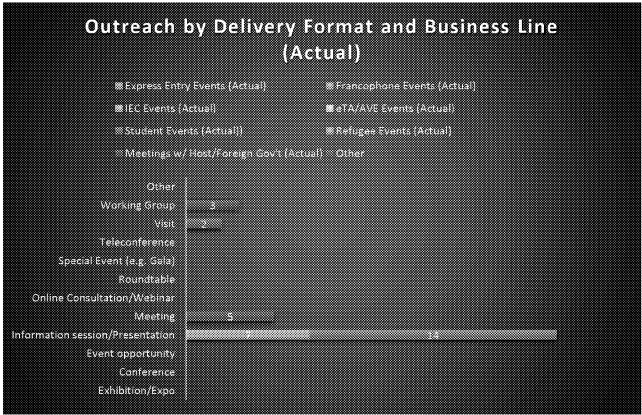 Outreach by Delivery Format and Business Line
(Actual)
Express Entry Events (Actual)
Francophone Events (Actual)
IEC Events (Actual)
eTA/AVE Events (Actual)
Student Events (Actual))
Refugee Events (Actual)
Meetings w/ Host/Foreign Gov't (Actual)
Other
Other
Working Group 3
Visit 2
Teleconference
Special Event (e.g. Gala)
Roundtable
Online Consultation/Webinar
Meeting 5
Information session/Presentation 7 14
Event opportunity
Conference
Exhibition/Expo